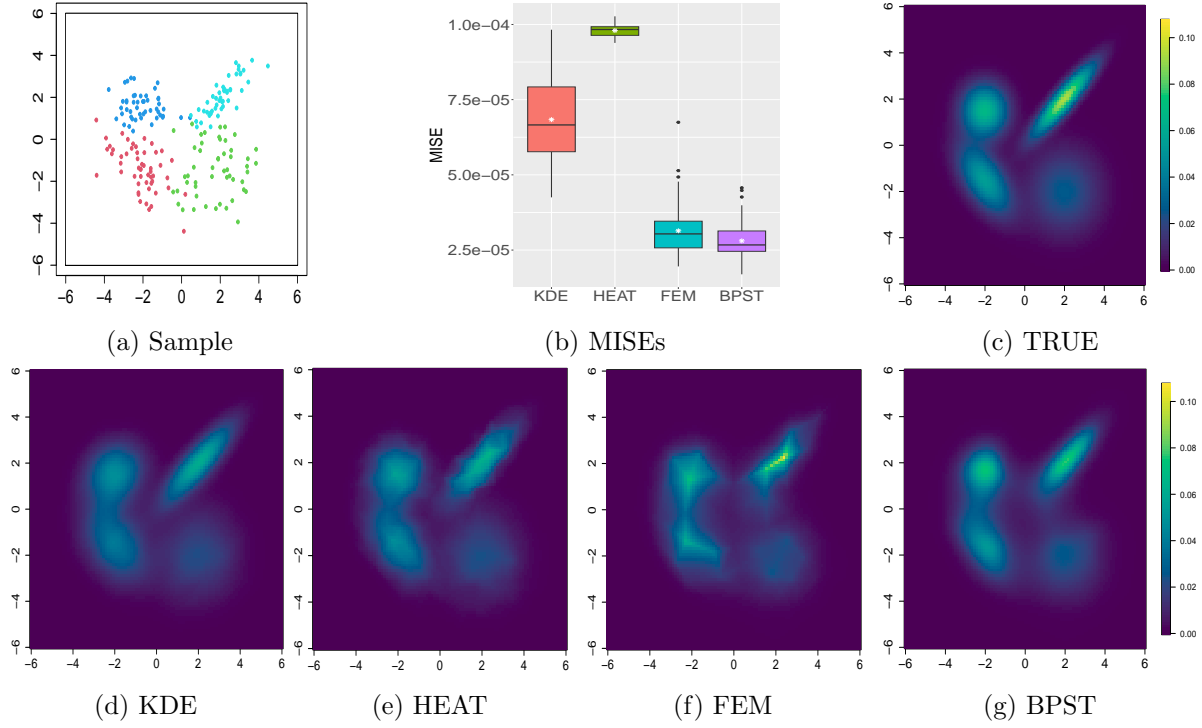 6
4
2
0
−2
−4
−6
−6 −4 −2 0 2 4 6
(a) Sample
MISE
1.0e−04
7.5e−05
5.0e−05
2.5e−05
KDE HEAT FEM BPST
(b) MISEs
6
4
2
0
−2
−4
−6
−6 −4 −2 0 2 4 6
0.10
0.08
0.06
0.04
0.02
0.00
(c) TRUE
6
4
2
0
−2
−4
−6
−6 −4 −2 0 2 4 6
(d) KDE
6
4
2
0
−2
−4
−6
−6 −4 −2 0 2 4 6
(e) HEAT
6
4
2
0
−2
−4
−6
−6 −4 −2 0 2 4 6
(f) FEM
6
4
2
0
−2
−4
−6
−6 −4 −2 0 2 4 6
0.10
0.08
0.06
0.04
0.02
0.00
(g) BPST